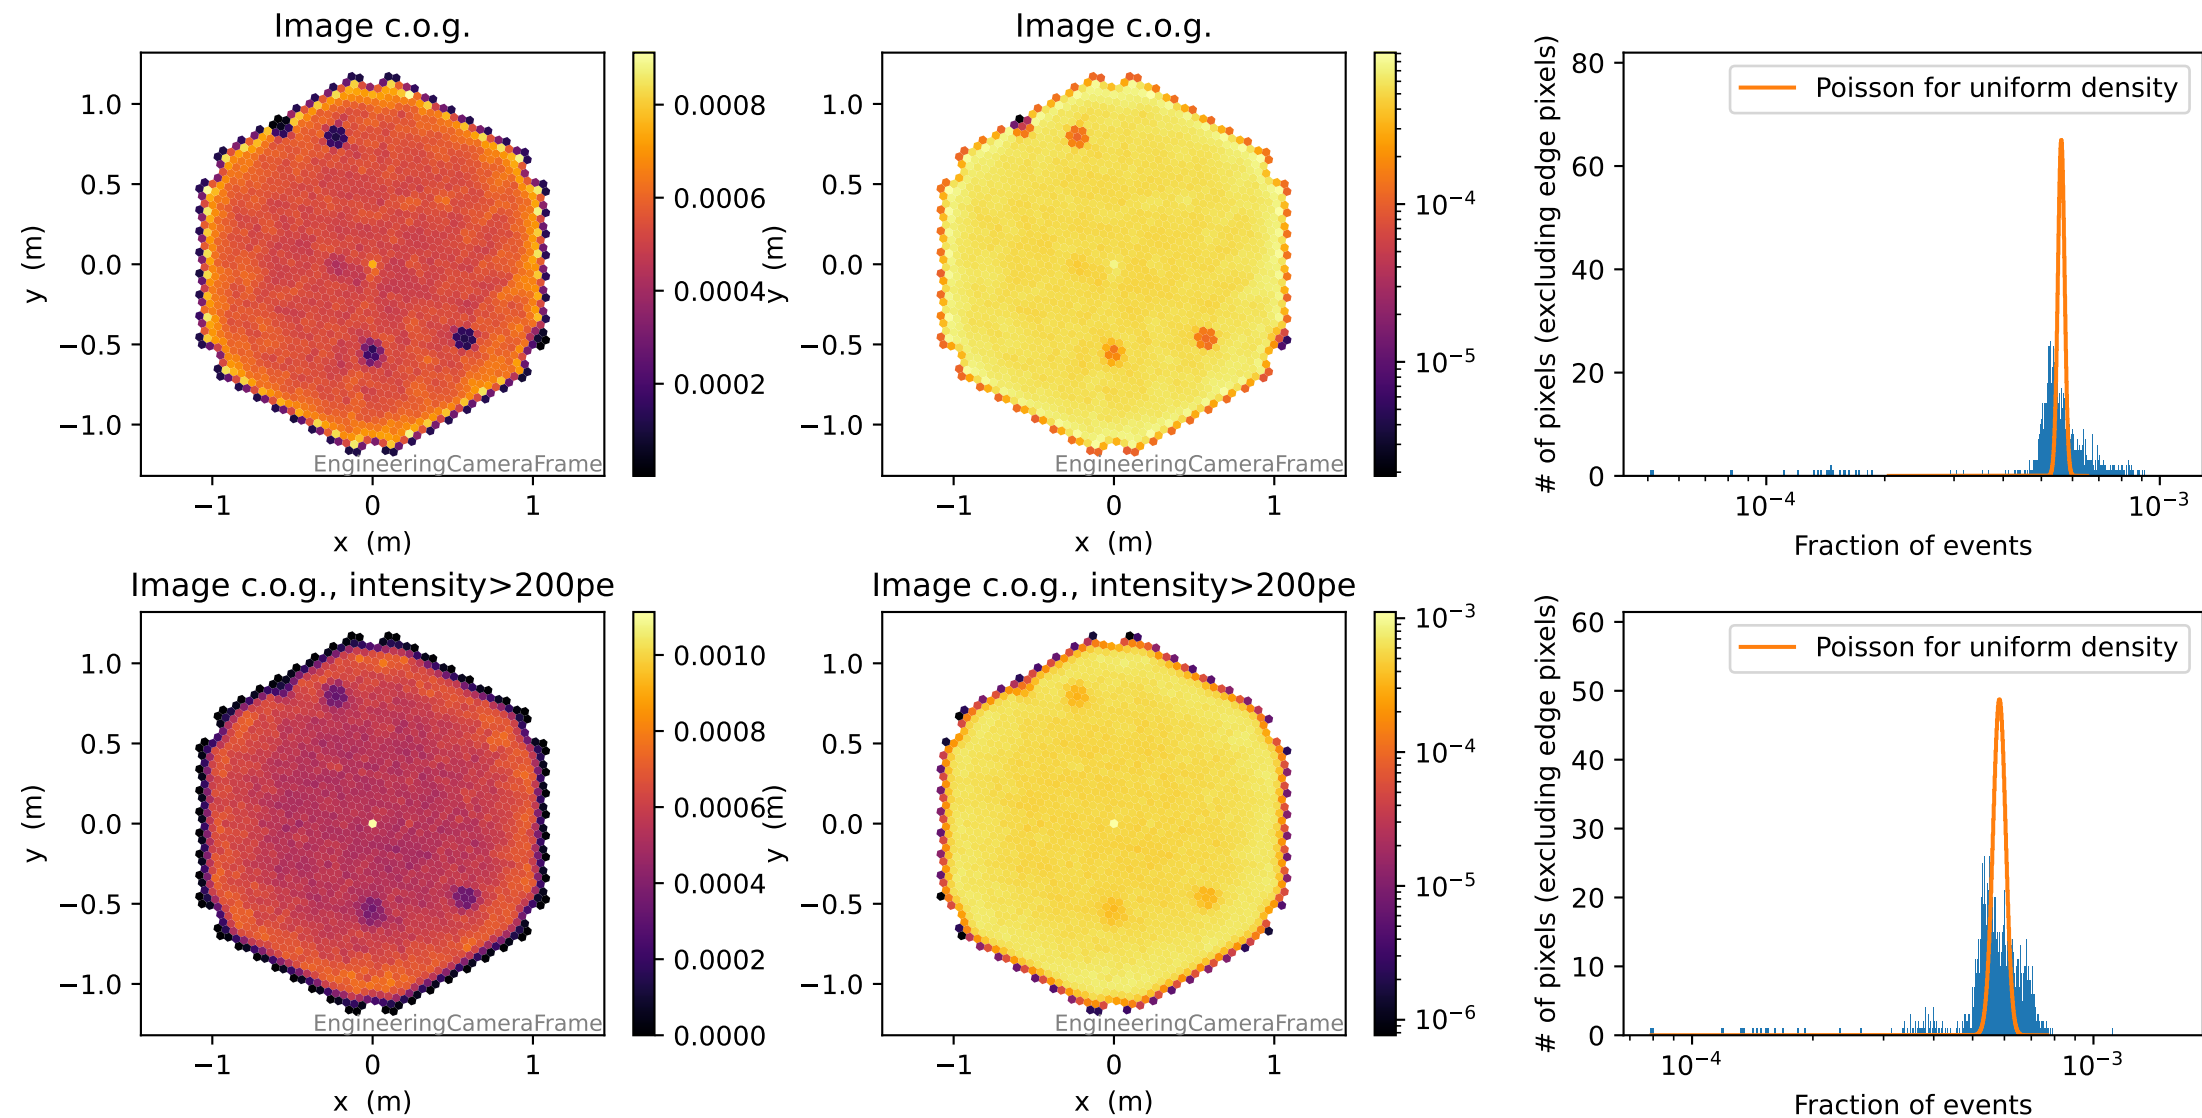 Image c.o.g.
y (m)
1.0
0.5
0.0
−0.5
−1.0
−1 0 1
x (m)
EngineeringCameraFrame
0.0008
0.0006
0.0004
0.0002
Image c.o.g.
y (m)
1.0
0.5
0.0
−0.5
−1.0
−1 0 1
x (m)
EngineeringCameraFrame
10⁻⁴
10⁻⁵
# of pixels (excluding edge pixels)
80
60
40
20
0
Poisson for uniform density
10⁻⁴ 10⁻³
Fraction of events
Image c.o.g., intensity>200pe
y (m)
1.0
0.5
0.0
−0.5
−1.0
−1 0 1
x (m)
EngineeringCameraFrame
0.0010
0.0008
0.0006
0.0004
0.0002
0.0000
Image c.o.g., intensity>200pe
y (m)
1.0
0.5
0.0
−0.5
−1.0
−1 0 1
x (m)
EngineeringCameraFrame
10⁻³
10⁻⁴
10⁻⁵
10⁻⁶
# of pixels (excluding edge pixels)
60
50
40
30
20
10
0
Poisson for uniform density
10⁻⁴ 10⁻³
Fraction of events